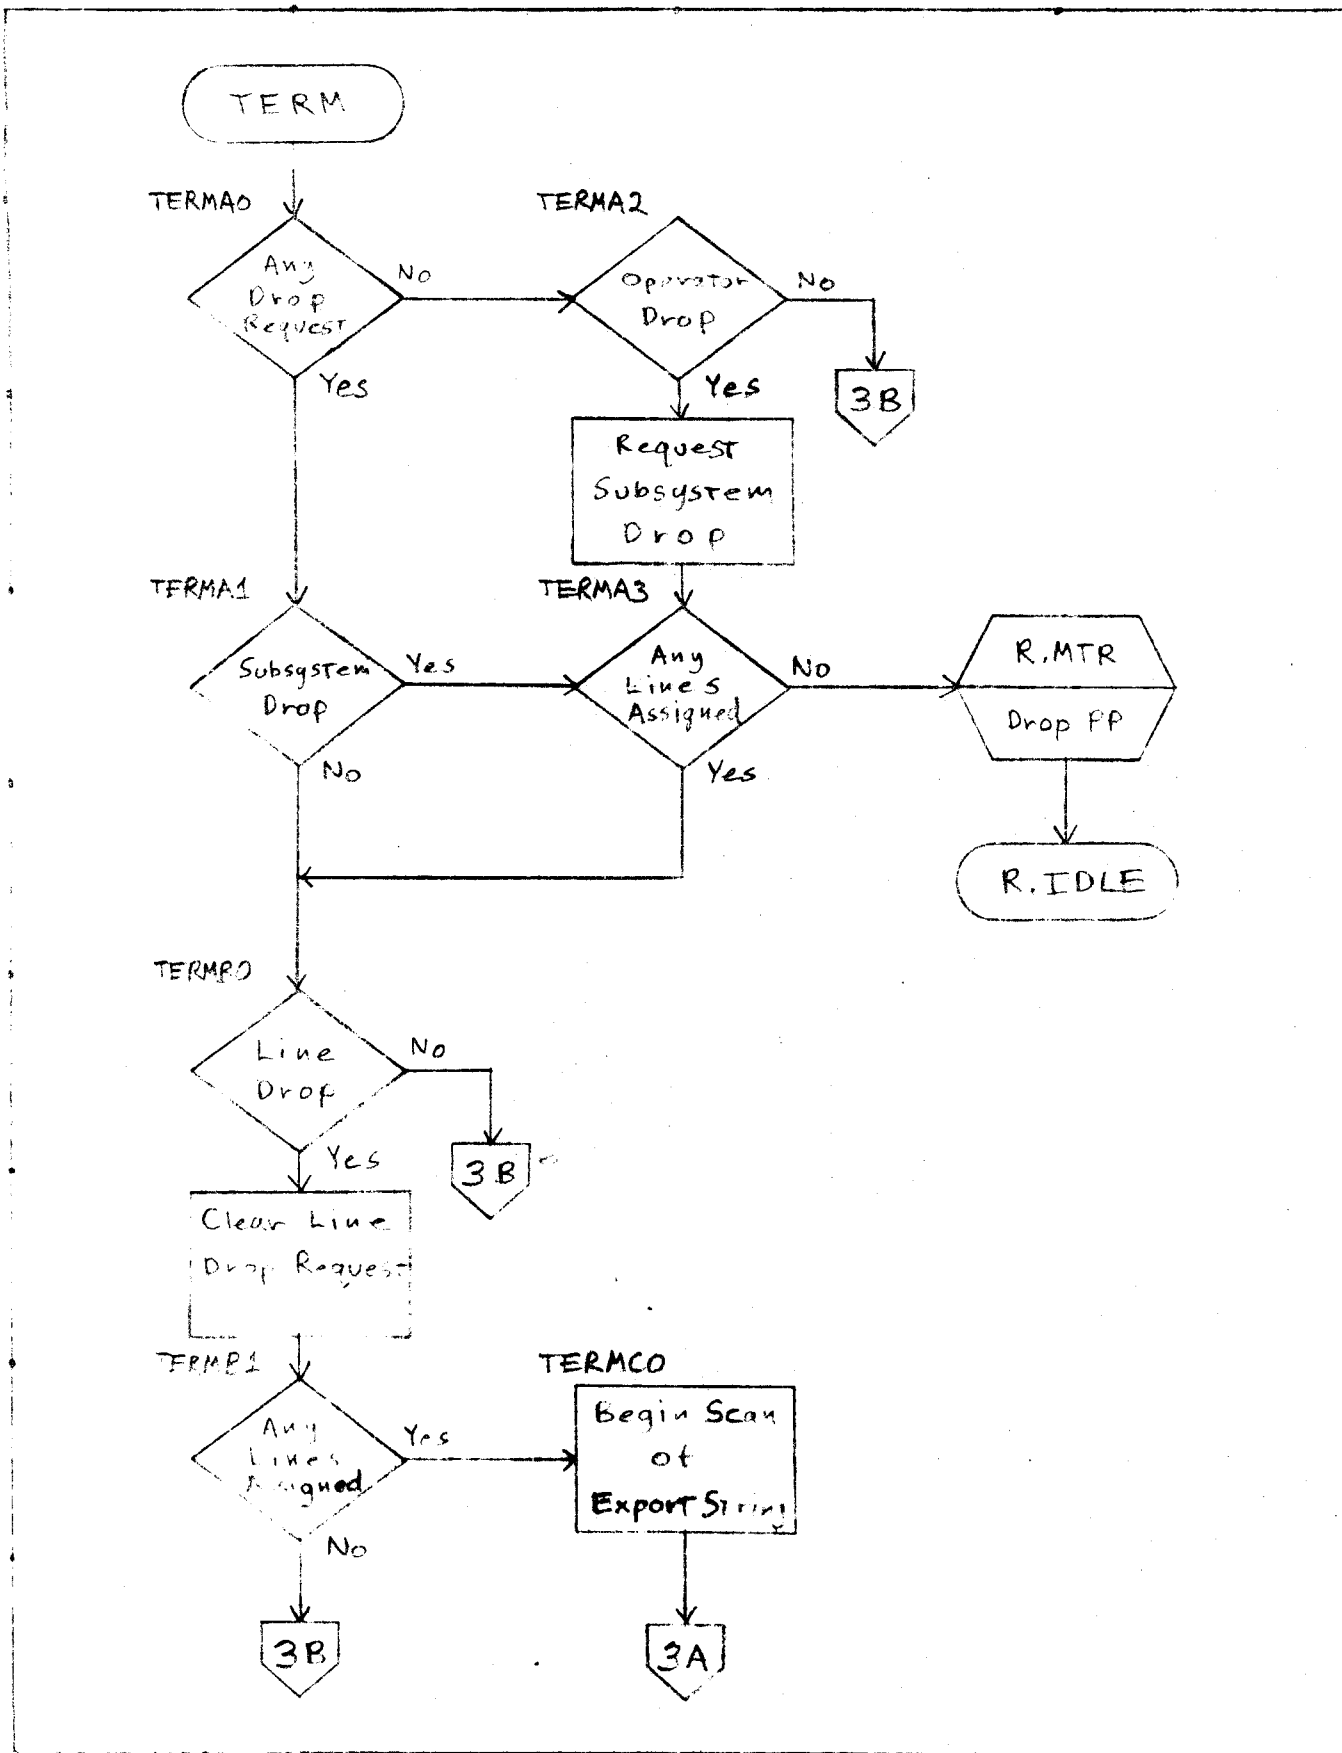 TERM
TERMA0
TERMA2
Any
Drop
Request
No
Operator
Drop
No
Yes
Yes
3B
Request
Subsystem
Drop
TERMA1
TERMA3
Subsystem
Drop
Yes
Any
Lines
Assigned
No
R.MTR
Drop PP
No
Yes
R.IDLE
TERMB0
Line
Drop
No
Yes
3B
Clear Line
Drop Request
TERMB1
TERMC0
Any
Lines
Assigned
Yes
Begin Scan
of
Export String
No
3B
3A